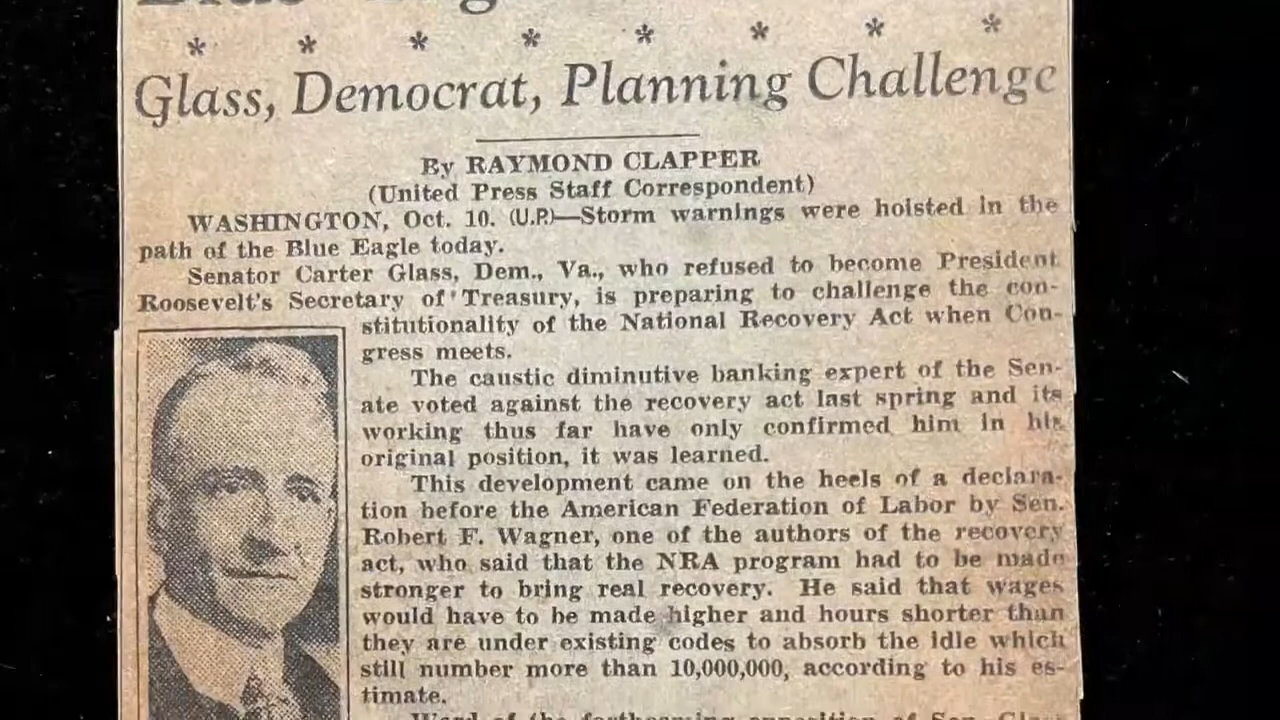 * * * * * * * *
Glass, Democrat, Planning Challenge
By RAYMOND CLAPPER
(United Press Staff Correspondent)
WASHINGTON, Oct. 10. (U.P.)—Storm warnings were hoisted in the
path of the Blue Eagle today.
Senator Carter Glass, Dem., Va., who refused to become President
Roosevelt's Secretary of Treasury, is preparing to challenge the con-
stitutionality of the National Recovery Act when Con-
gress meets.
The caustic diminutive banking expert of the Sen-
ate voted against the recovery act last spring and its
working thus far have only confirmed him in his
original position, it was learned.
This development came on the heels of a declara-
tion before the American Federation of Labor by Sen.
Robert F. Wagner, one of the authors of the recovery
act, who said that the NRA program had to be made
stronger to bring real recovery. He said that wages
would have to be made higher and hours shorter than
they are under existing codes to absorb the idle which
still number more than 10,000,000, according to his es-
timate.
Word of the forthcoming opposition of Sen. Glass